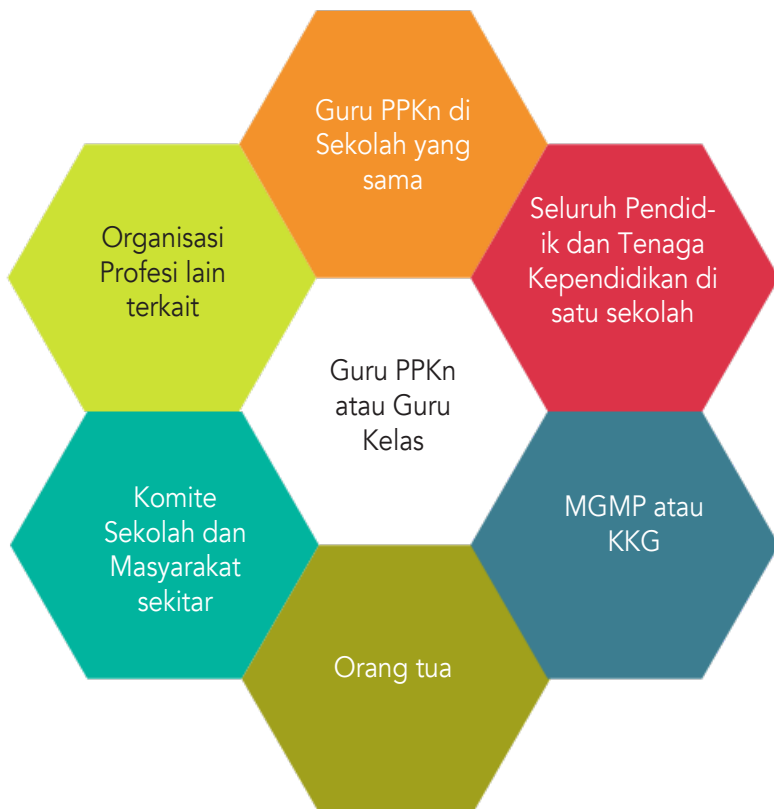 Guru PPKn di
Sekolah yang
sama
Seluruh Pendid-
ik dan Tenaga
Kependidikan di
satu sekolah
Organisasi
Profesi lain
terkait
Guru PPKn
atau Guru
Kelas
MGMP atau
KKG
Komite
Sekolah dan
Masyarakat
sekitar
Orang tua